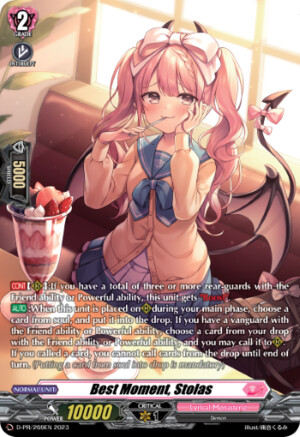 2
GRADE
INTERCEPT
5000
SHIELD
CONT :If you have a total of three or more rear-guards with the
Friend ability or Powerful ability, this unit gets "Boost".
AUTO :When this unit is placed on during your main phase, choose a
card from soul, and put it into the drop. If you have a vanguard with
the Friend ability or Powerful ability, choose a card from your drop
with the Friend ability or Powerful ability, and you may call it to .
If you called a card, you cannot call cards from the drop until end of
turn. (Putting a card from soul into drop is mandatory)
NORMAL UNIT
Best Moment, Stofas
Lyrical Monasterio
Demon
POWER 10000 CRITICAL 1
D-PR/269EN 2023
Illust/